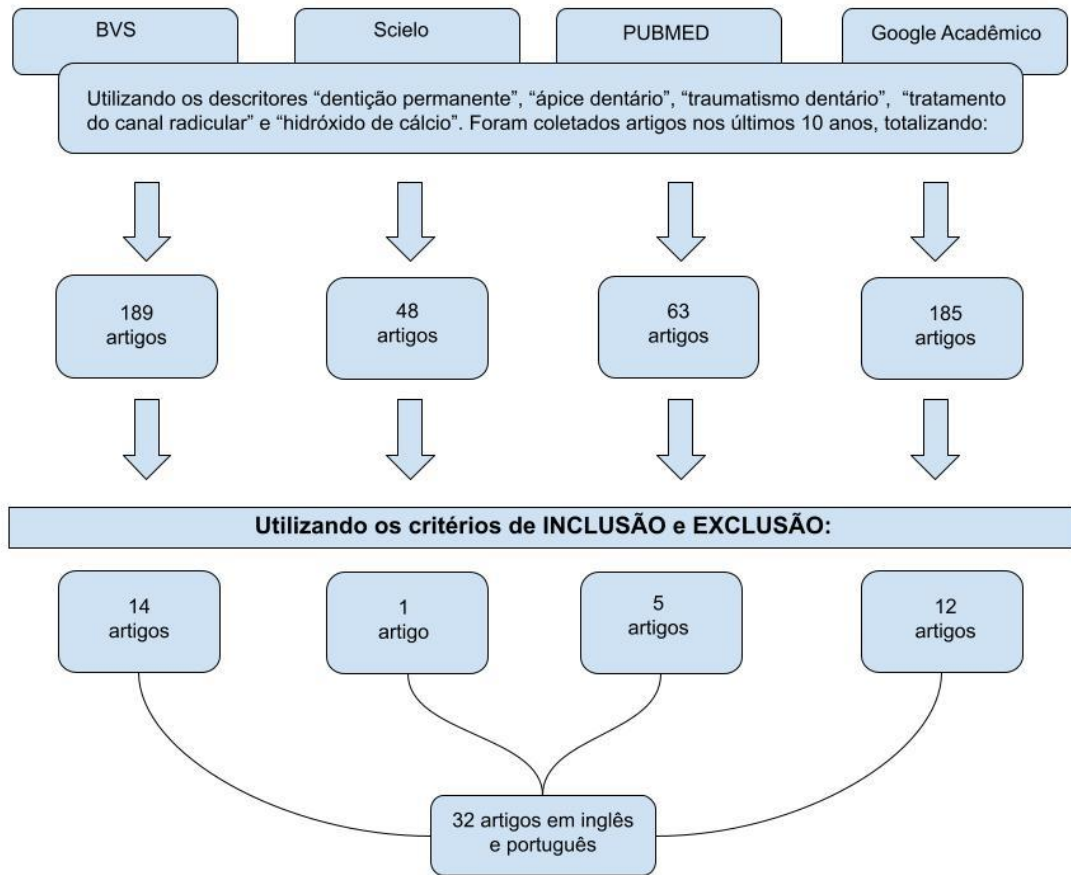 BVS
Scielo
PUBMED
Google Acadêmico
Utilizando os descritores “dentição permanente”, “ápice dentário”, “traumatismo dentário”, “tratamento
do canal radicular” e “hidróxido de cálcio”. Foram coletados artigos nos últimos 10 anos, totalizando:
189
artigos
48
artigos
63
artigos
185
artigos
Utilizando os critérios de INCLUSÃO e EXCLUSÃO:
14
artigos
1
artigo
5
artigos
12
artigos
32 artigos em inglês
e português